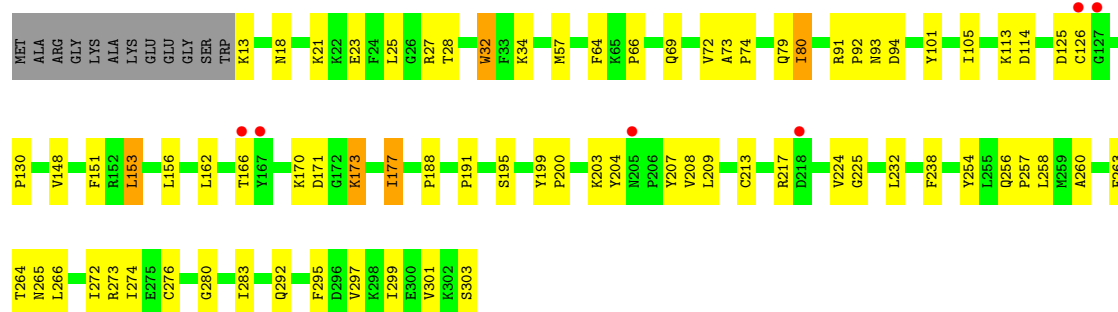 MET ALA ARG GLY LYS ALA LYS GLU GLU GLY SER TRP K13 N18 K21 K22 E23 F24 L25 G26 R27 T28 W32 F33 K34 M57 F64 K65 P66 Q69 V72 A73 P74 Q79 I80 R91 P92 N93 D94 Y101 I105 K113 D114 D125 C126 G127
P130 V148 F151 R152 L153 L156 L162 T166 Y167 K170 D171 G172 K173 I177 P188 P191 S195 Y199 P200 K203 Y204 N205 P206 Y207 V208 L209 C213 R217 D218 V224 G225 L232 F238 Y254 L255 Q256 P257 L258 M259 A260
T264 N265 L266 I272 R273 I274 E275 C276 G280 I283 Q292 F295 D296 V297 K298 I299 E300 V301 K302 S303